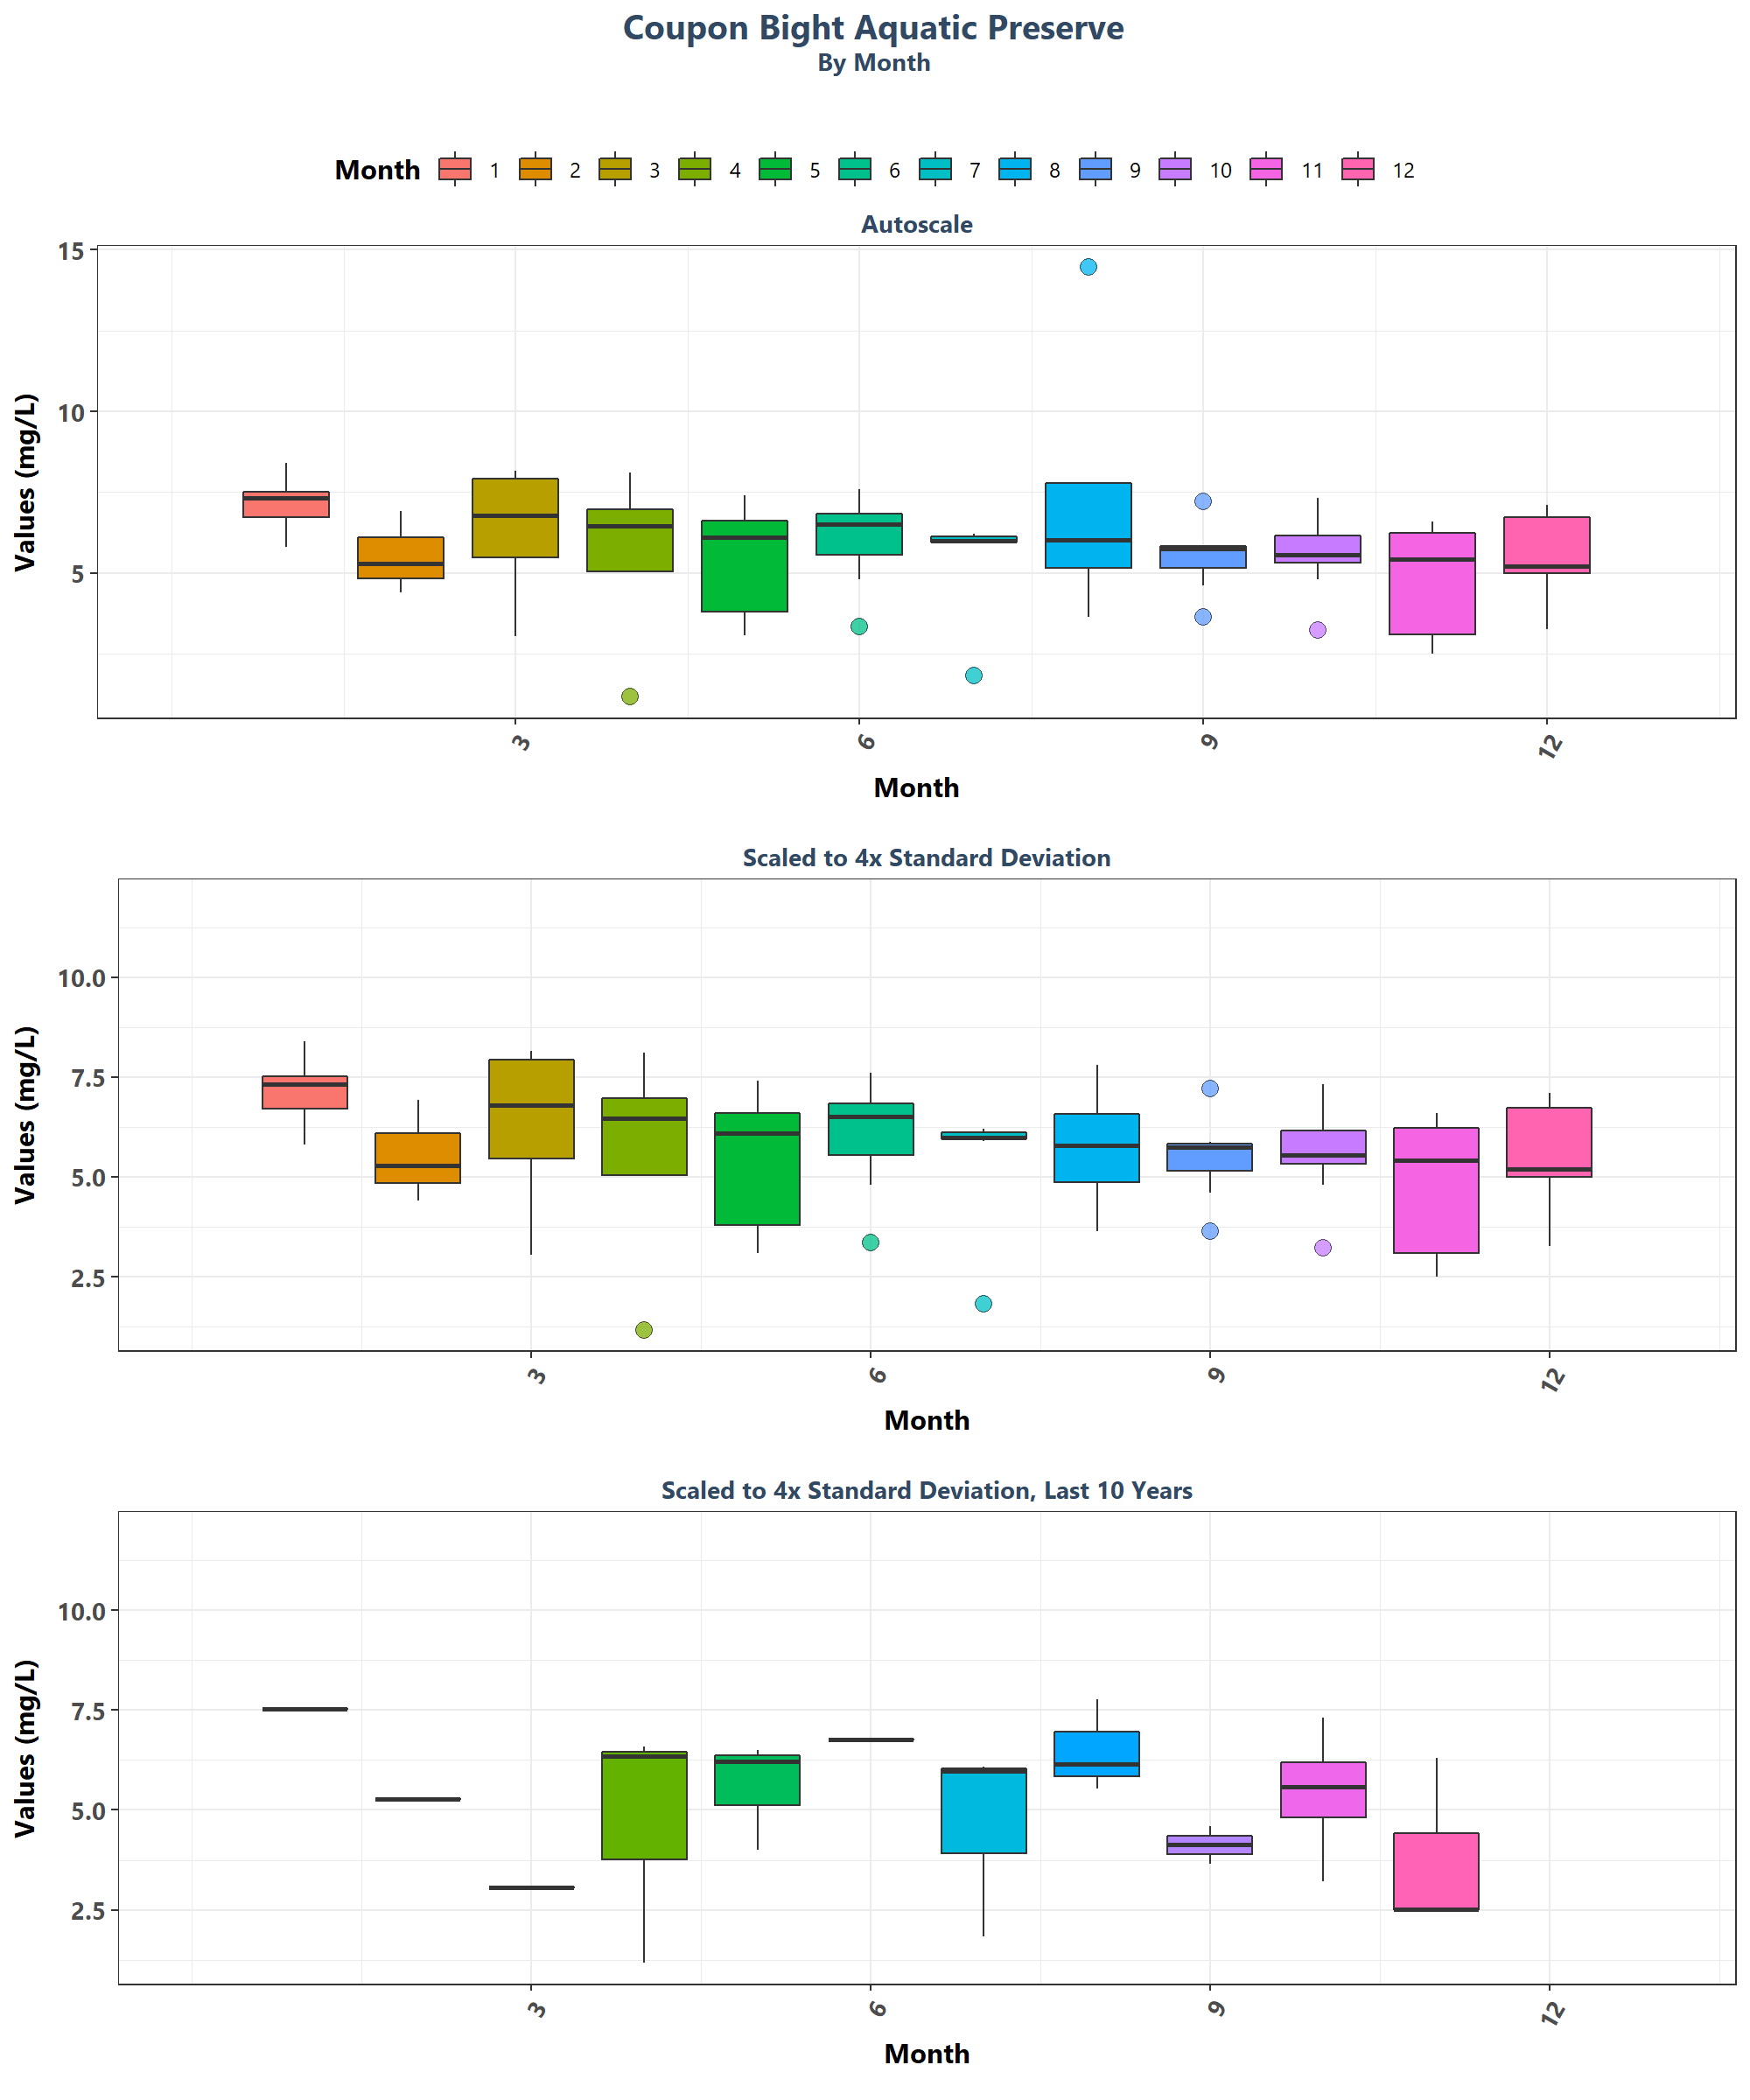 Coupon Bight Aquatic Preserve
By Month
Month 1 2 3 4 5 6 7 8 9 10 11 12
Autoscale
Values (mg/L)
15
10
5
3 6 9 12
Month
Scaled to 4x Standard Deviation
Values (mg/L)
10.0
7.5
5.0
2.5
3 6 9 12
Month
Scaled to 4x Standard Deviation, Last 10 Years
Values (mg/L)
10.0
7.5
5.0
2.5
3 6 9 12
Month